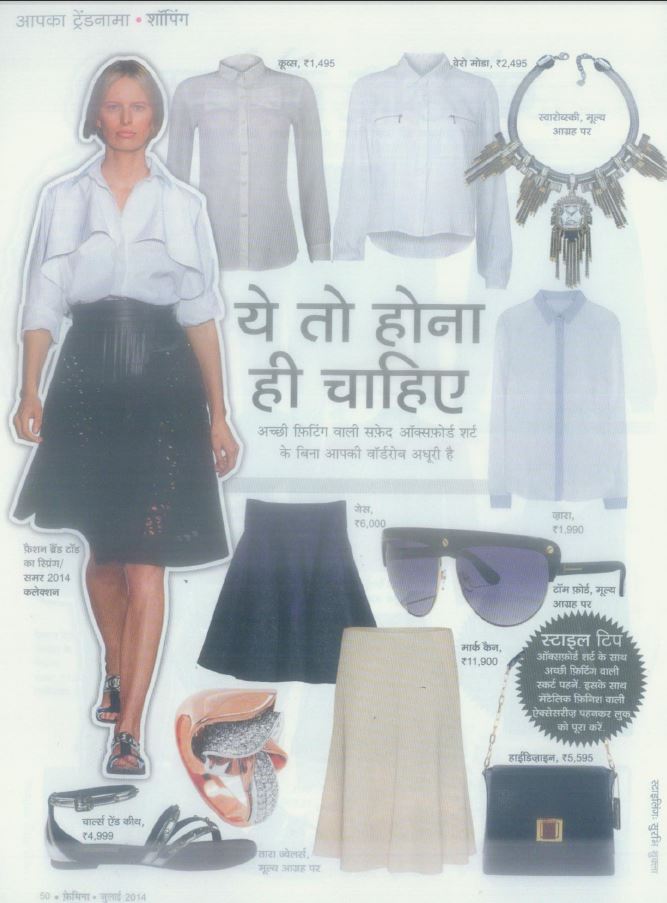 आपका ट्रेंडनामा • शॉपिंग
कूव्स, ₹1,495
वेरो मोडा, ₹2,495
स्वारोव्स्की, मूल्य
आग्रह पर
ये तो होना
ही चाहिए
अच्छी फ़िटिंग वाली सफ़ेद ऑक्सफ़ोर्ड शर्ट
के बिना आपकी वॉर्डरोब अधूरी है
ज़ारा,
₹1,990
गेस,
₹6,000
फ़ैशन ब्रैंड टॉड
का स्प्रिंग/
समर 2014
कलेक्शन
टॉम फ़ोर्ड, मूल्य
आग्रह पर
मार्क कैन,
₹11,900
स्टाइल टिप
ऑक्सफ़ोर्ड शर्ट के साथ
अच्छी फ़िटिंग वाली
स्कर्ट पहनें. इसके साथ
मेटैलिक फ़िनिश वाली
ऐक्सेसरीज़ पहनकर लुक
को पूरा करें.
हाईडिज़ाइन, ₹5,595
चार्ल्स ऐंड कीथ,
₹4,999
तारा ज्वेलर्स,
मूल्य आग्रह पर
स्टाइलिंग: सुरभि शुक्ला
50 • फ़ेमिना • जुलाई 2014